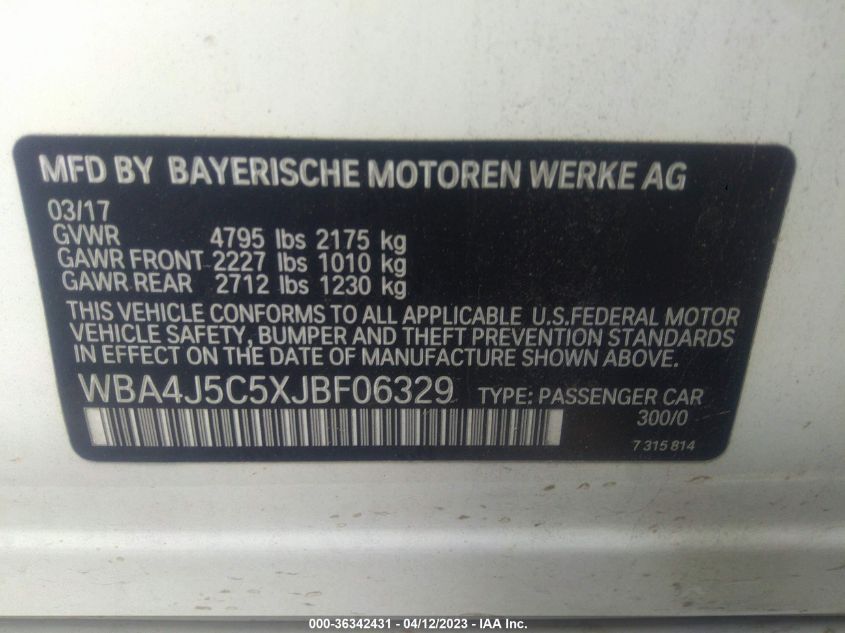 MFD BY BAYERISCHE MOTOREN WERKE AG
03/17
GVWR 4795 lbs 2175 kg
GAWR FRONT 2227 lbs 1010 kg
GAWR REAR 2712 lbs 1230 kg
THIS VEHICLE CONFORMS TO ALL APPLICABLE U.S.FEDERAL MOTOR
VEHICLE SAFETY, BUMPER AND THEFT PREVENTION STANDARDS
IN EFFECT ON THE DATE OF MANUFACTURE SHOWN ABOVE.
WBA4J5C5XJBF06329 TYPE: PASSENGER CAR
300/0
7 315 814
000-36342431 - 04/12/2023 - IAA Inc.